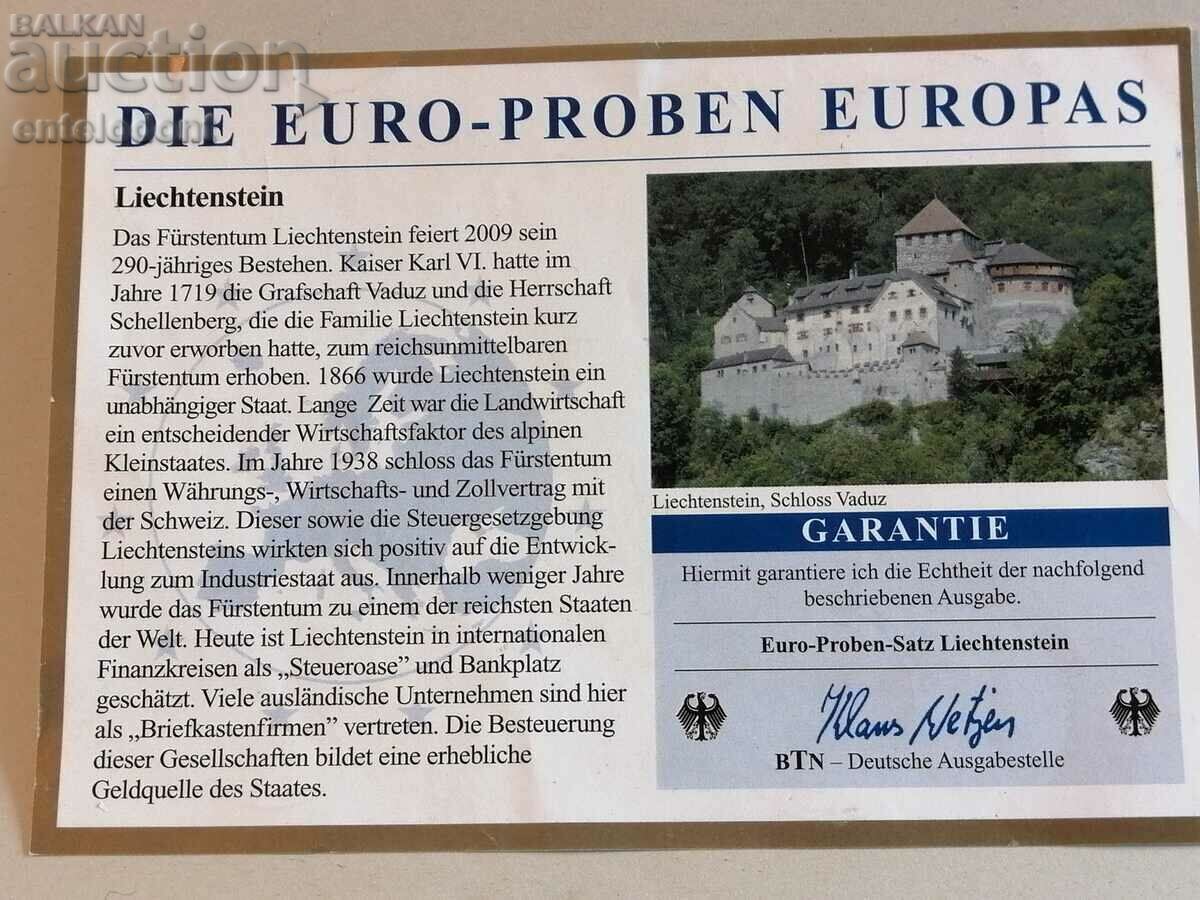 BALKAN
auction
enteledont
DIE EURO-PROBEN EUROPAS
Liechtenstein
Das Fürstentum Liechtenstein feiert 2009 sein
290-jähriges Bestehen. Kaiser Karl VI. hatte im
Jahre 1719 die Grafschaft Vaduz und die Herrschaft
Schellenberg, die die Familie Liechtenstein kurz
zuvor erworben hatte, zum reichsunmittelbaren
Fürstentum erhoben. 1866 wurde Liechtenstein ein
unabhängiger Staat. Lange Zeit war die Landwirtschaft
ein entscheidender Wirtschaftsfaktor des alpinen
Kleinstaates. Im Jahre 1938 schloss das Fürstentum
einen Währungs-, Wirtschafts- und Zollvertrag mit
der Schweiz. Dieser sowie die Steuergesetzgebung
Liechtensteins wirkten sich positiv auf die Entwick-
lung zum Industriestaat aus. Innerhalb weniger Jahre
wurde das Fürstentum zu einem der reichsten Staaten
der Welt. Heute ist Liechtenstein in internationalen
Finanzkreisen als „Steueroase” und Bankplatz
geschätzt. Viele ausländische Unternehmen sind hier
als „Briefkastenfirmen” vertreten. Die Besteuerung
dieser Gesellschaften bildet eine erhebliche
Geldquelle des Staates.
Liechtenstein, Schloss Vaduz
GARANTIE
Hiermit garantiere ich die Echtheit der nachfolgend
beschriebenen Ausgabe.
Euro-Proben-Satz Liechtenstein
Klaus
BTN – Deutsche Ausgabestelle